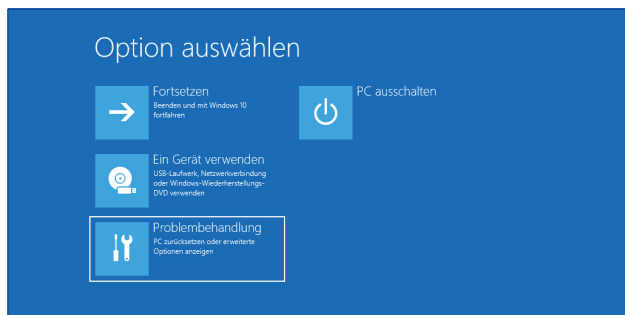 Option auswählen
Fortsetzen
Beenden und mit Windows 10
fortfahren
PC ausschalten
Ein Gerät verwenden
USB-Laufwerk, Netzwerkverbindung
oder Windows-Wiederherstellungs-
DVD verwenden
Problembehandlung
PC zurücksetzen oder erweiterte
Optionen anzeigen